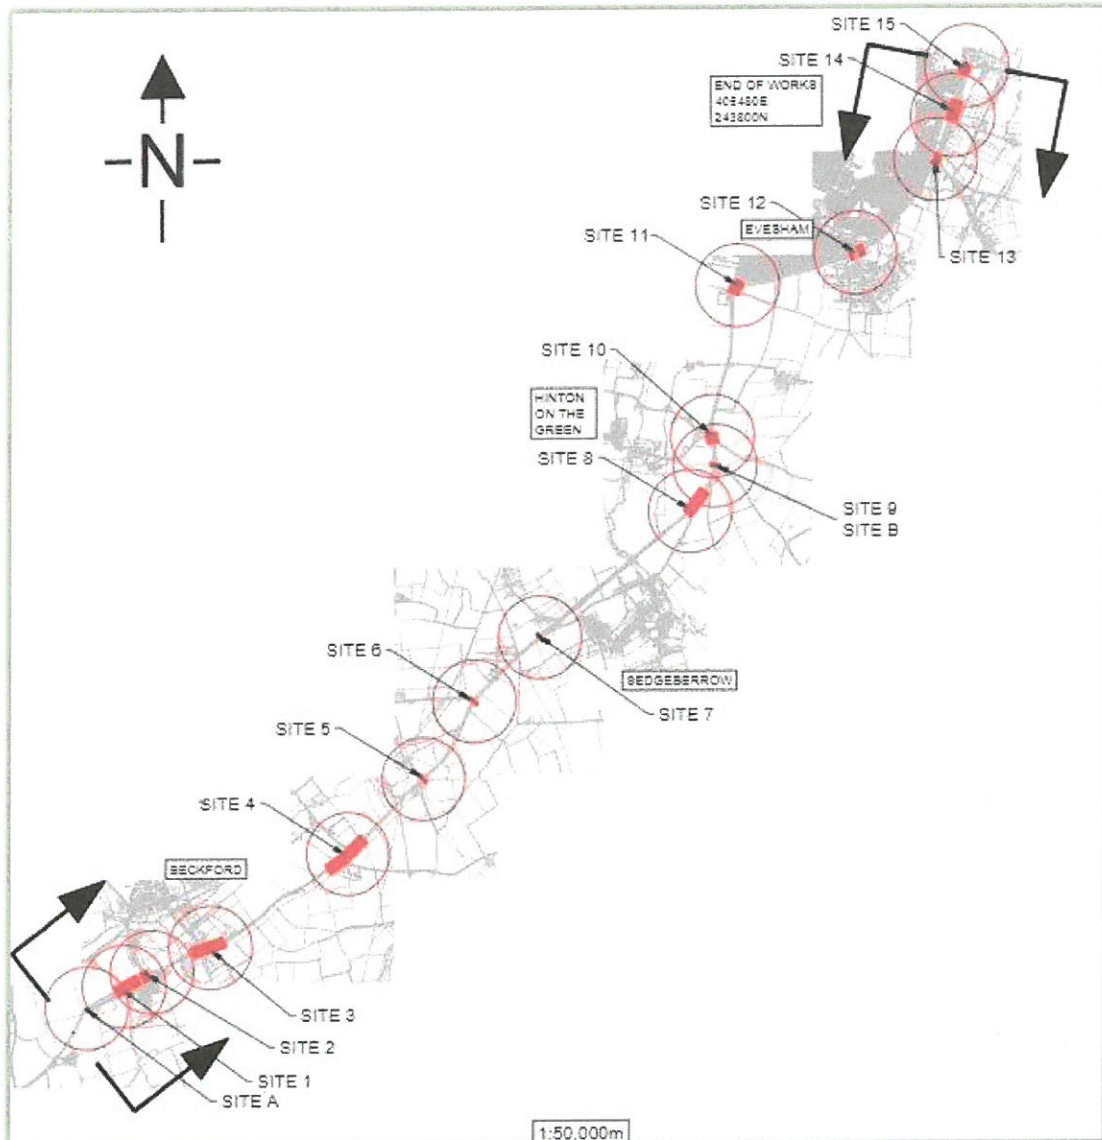 SITE 15
SITE 14
END OF WORKS
405480E
243800N
N
SITE 12
EVESHAM
SITE 11
SITE 13
SITE 10
HINTON
ON THE
GREEN
SITE 8
SITE 9
SITE B
SITE 6
SEDGEBERROW
SITE 7
SITE 5
SITE 4
BECKFORD
SITE 3
SITE 2
SITE 1
SITE A
1:50,000m